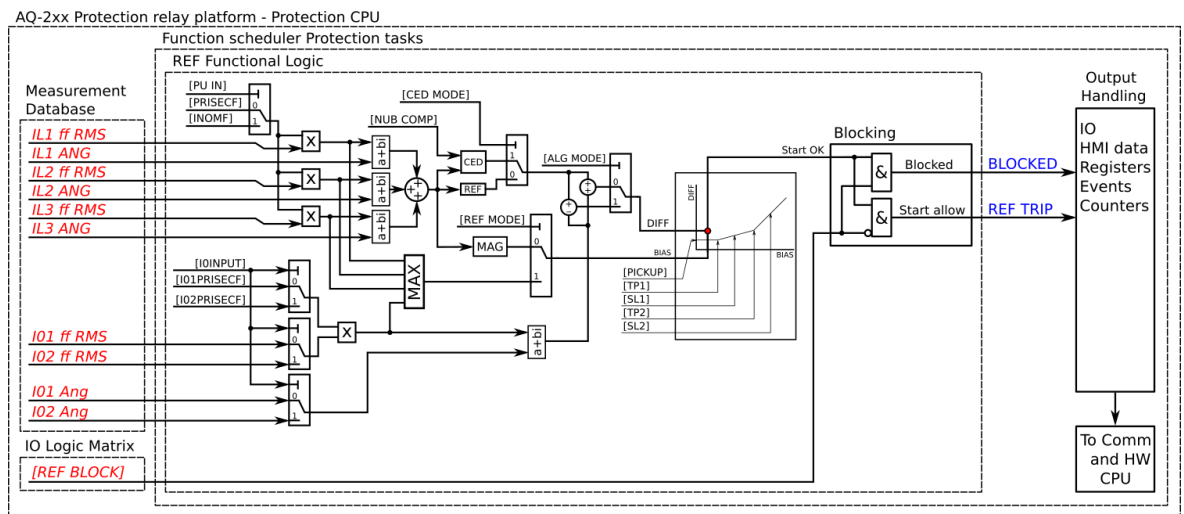 AQ-2xx Protection relay platform - Protection CPU
Function scheduler Protection tasks
REF Functional Logic
Measurement
Database
IL1 ff RMS
IL1 ANG
IL2 ff RMS
IL2 ANG
IL3 ff RMS
IL3 ANG
I01 ff RMS
I02 ff RMS
I01 Ang
I02 Ang
IO Logic Matrix
[REF BLOCK]
[PU IN]
[PRISECF]
[INOMF]
0
1
X
X
X
a+bi
a+bi
a+bi
+
+
+
[CED MODE]
[NUB COMP]
CED
REF
1
0
[ALG MODE]
0
1
+
-
+
-
[REF MODE]
MAG
0
1
MAX
[I0INPUT]
[I01PRISECF]
[I02PRISECF]
0
1
0
1
X
a+bi
0
1
DIFF
BIAS
DIFF
BIAS
[PICKUP]
[TP1]
[SL1]
[TP2]
[SL2]
Blocking
Start OK
&
Blocked
&
Start allow
BLOCKED
REF TRIP
Output
Handling
IO
HMI data
Registers
Events
Counters
To Comm
and HW
CPU